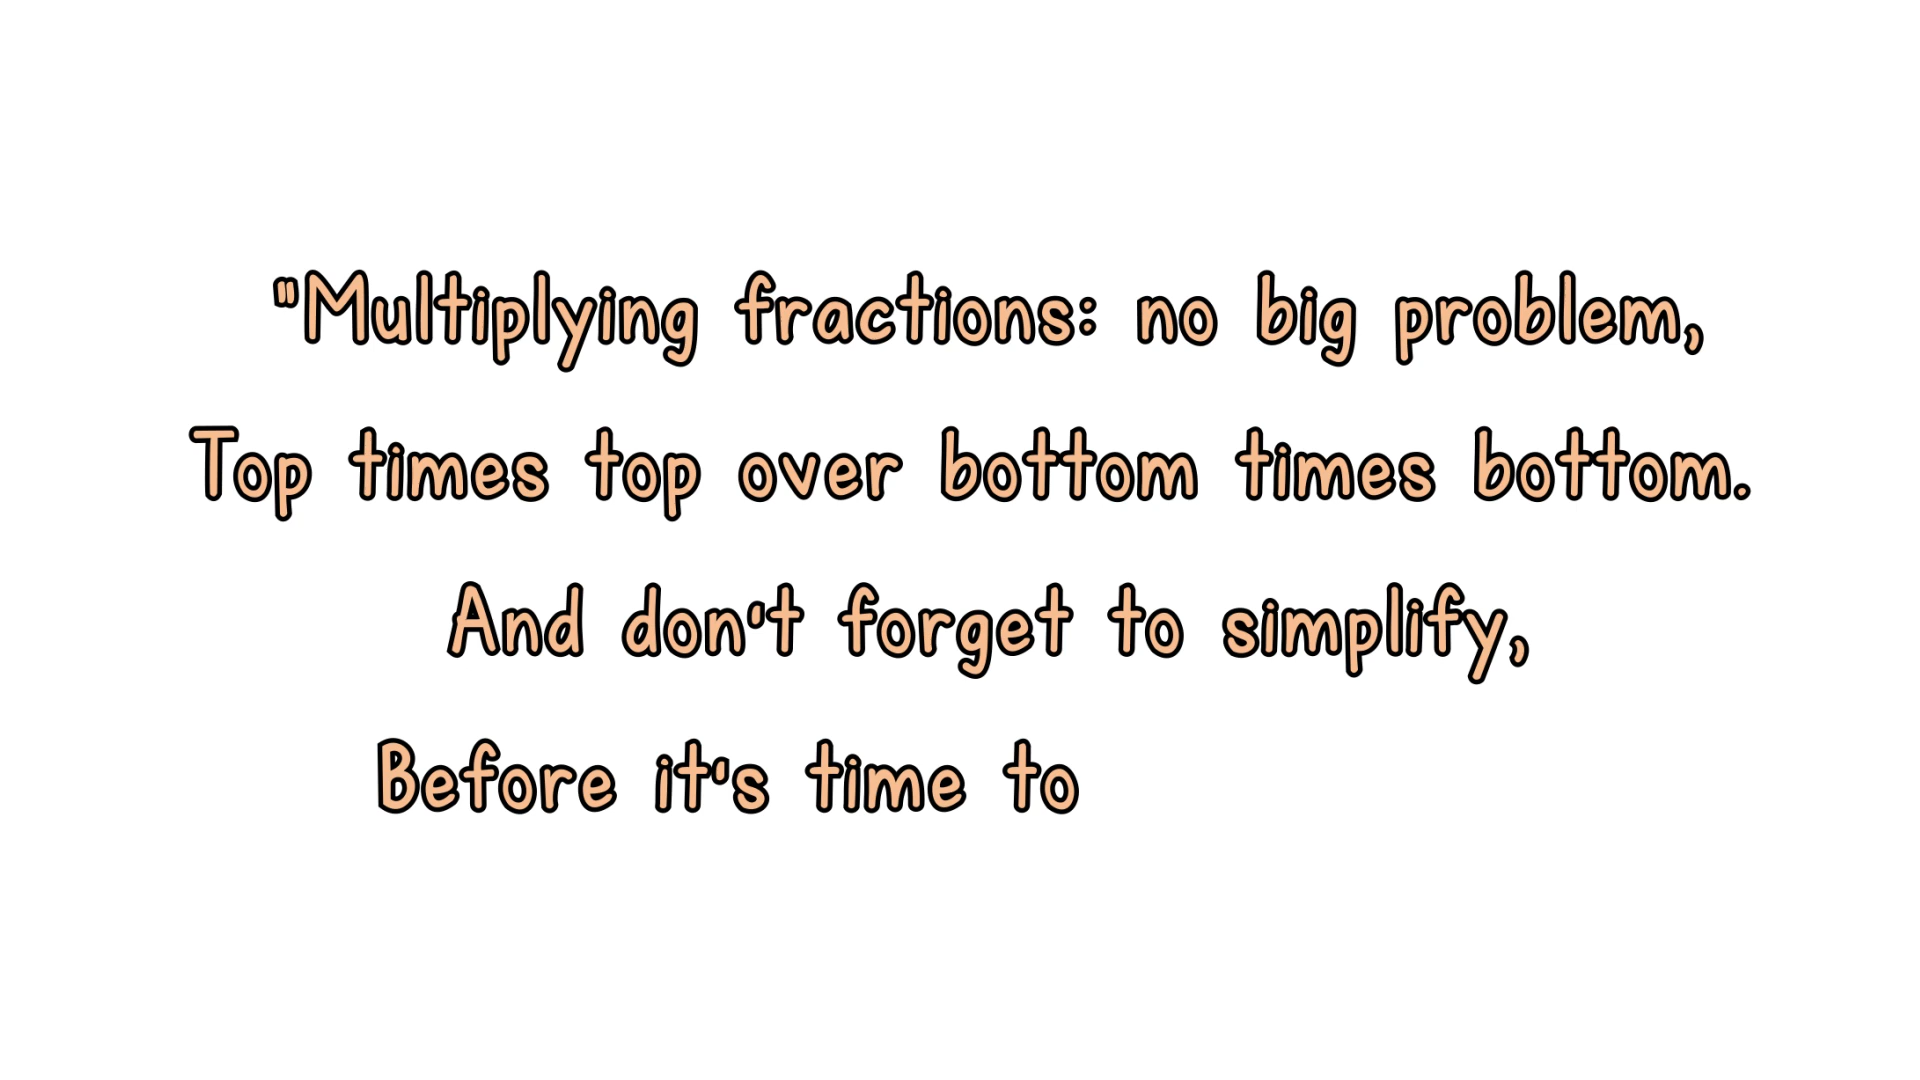 "Multiplying fractions: no big problem,
Top times top over bottom times bottom.
And don't forget to simplify,
Before it's time to